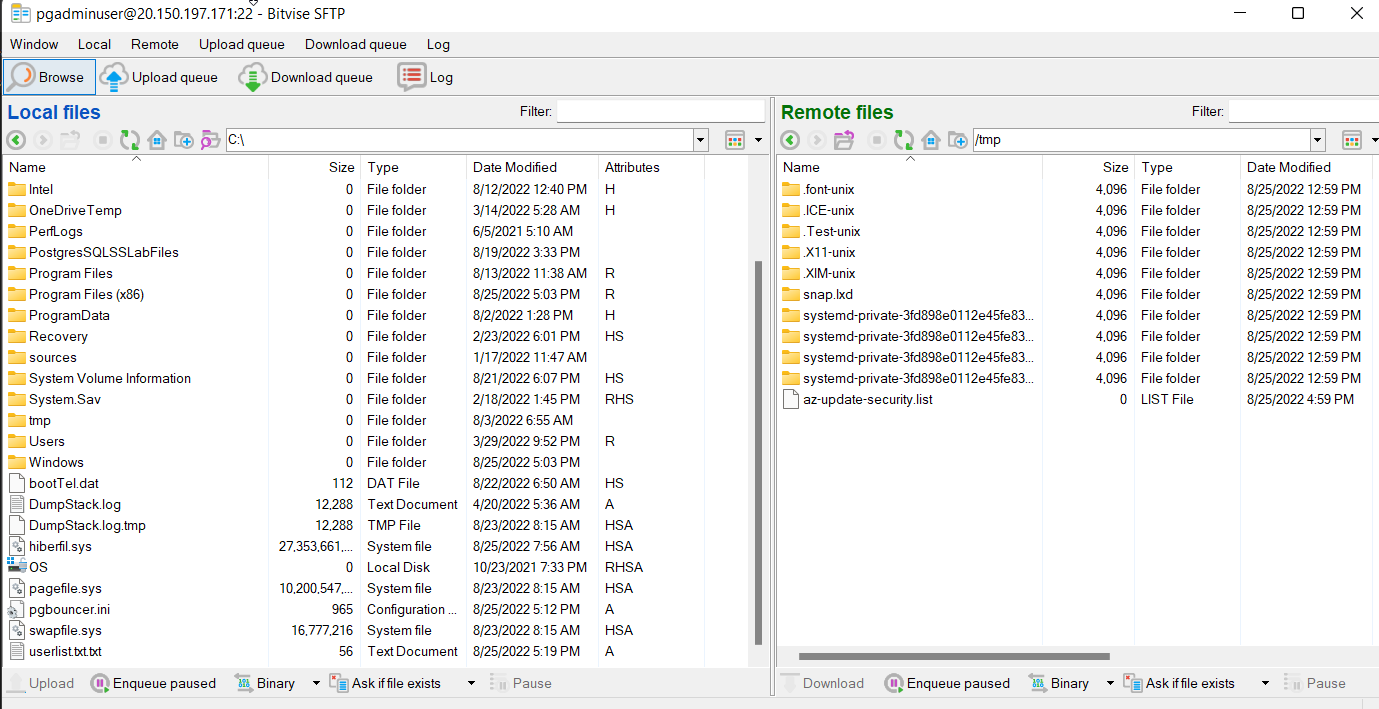 pgadminuser@20.150.197.171:22 - Bitvise SFTP
Window Local Remote Upload queue Download queue Log
Browse Upload queue Download queue Log
Local files Filter:
C:\
Name Size Type Date Modified Attributes
Intel 0 File folder 8/12/2022 12:40 PM H
OneDriveTemp 0 File folder 3/14/2022 5:28 AM H
PerfLogs 0 File folder 6/5/2021 5:10 AM
PostgresSQLSSLabFiles 0 File folder 8/19/2022 3:33 PM
Program Files 0 File folder 8/13/2022 11:38 AM R
Program Files (x86) 0 File folder 8/25/2022 5:03 PM R
ProgramData 0 File folder 8/2/2022 1:28 PM H
Recovery 0 File folder 2/23/2022 6:01 PM HS
sources 0 File folder 1/17/2022 11:47 AM
System Volume Information 0 File folder 8/21/2022 6:07 PM HS
System.Sav 0 File folder 2/18/2022 1:45 PM RHS
tmp 0 File folder 8/3/2022 6:55 AM
Users 0 File folder 3/29/2022 9:52 PM R
Windows 0 File folder 8/25/2022 5:03 PM
bootTel.dat 112 DAT File 8/22/2022 6:50 AM HS
DumpStack.log 12,288 Text Document 4/20/2022 5:36 AM A
DumpStack.log.tmp 12,288 TMP File 8/23/2022 8:15 AM HSA
hiberfil.sys 27,353,661,... System file 8/25/2022 7:56 AM HSA
OS 0 Local Disk 10/23/2021 7:33 PM RHSA
pagefile.sys 10,200,547,... System file 8/23/2022 8:15 AM HSA
pgbouncer.ini 965 Configuration ... 8/25/2022 5:12 PM A
swapfile.sys 16,777,216 System file 8/23/2022 8:15 AM HSA
userlist.txt.txt 56 Text Document 8/25/2022 5:19 PM A
Upload Enqueue paused Binary Ask if file exists Pause
Remote files Filter:
/tmp
Name Size Type Date Modified
.font-unix 4,096 File folder 8/25/2022 12:59 PM
.ICE-unix 4,096 File folder 8/25/2022 12:59 PM
.Test-unix 4,096 File folder 8/25/2022 12:59 PM
.X11-unix 4,096 File folder 8/25/2022 12:59 PM
.XIM-unix 4,096 File folder 8/25/2022 12:59 PM
snap.lxd 4,096 File folder 8/25/2022 12:59 PM
systemd-private-3fd898e0112e45fe83... 4,096 File folder 8/25/2022 12:59 PM
systemd-private-3fd898e0112e45fe83... 4,096 File folder 8/25/2022 12:59 PM
systemd-private-3fd898e0112e45fe83... 4,096 File folder 8/25/2022 12:59 PM
systemd-private-3fd898e0112e45fe83... 4,096 File folder 8/25/2022 12:59 PM
az-update-security.list 0 LIST File 8/25/2022 4:59 PM
Download Enqueue paused Binary Ask if file exists Pause